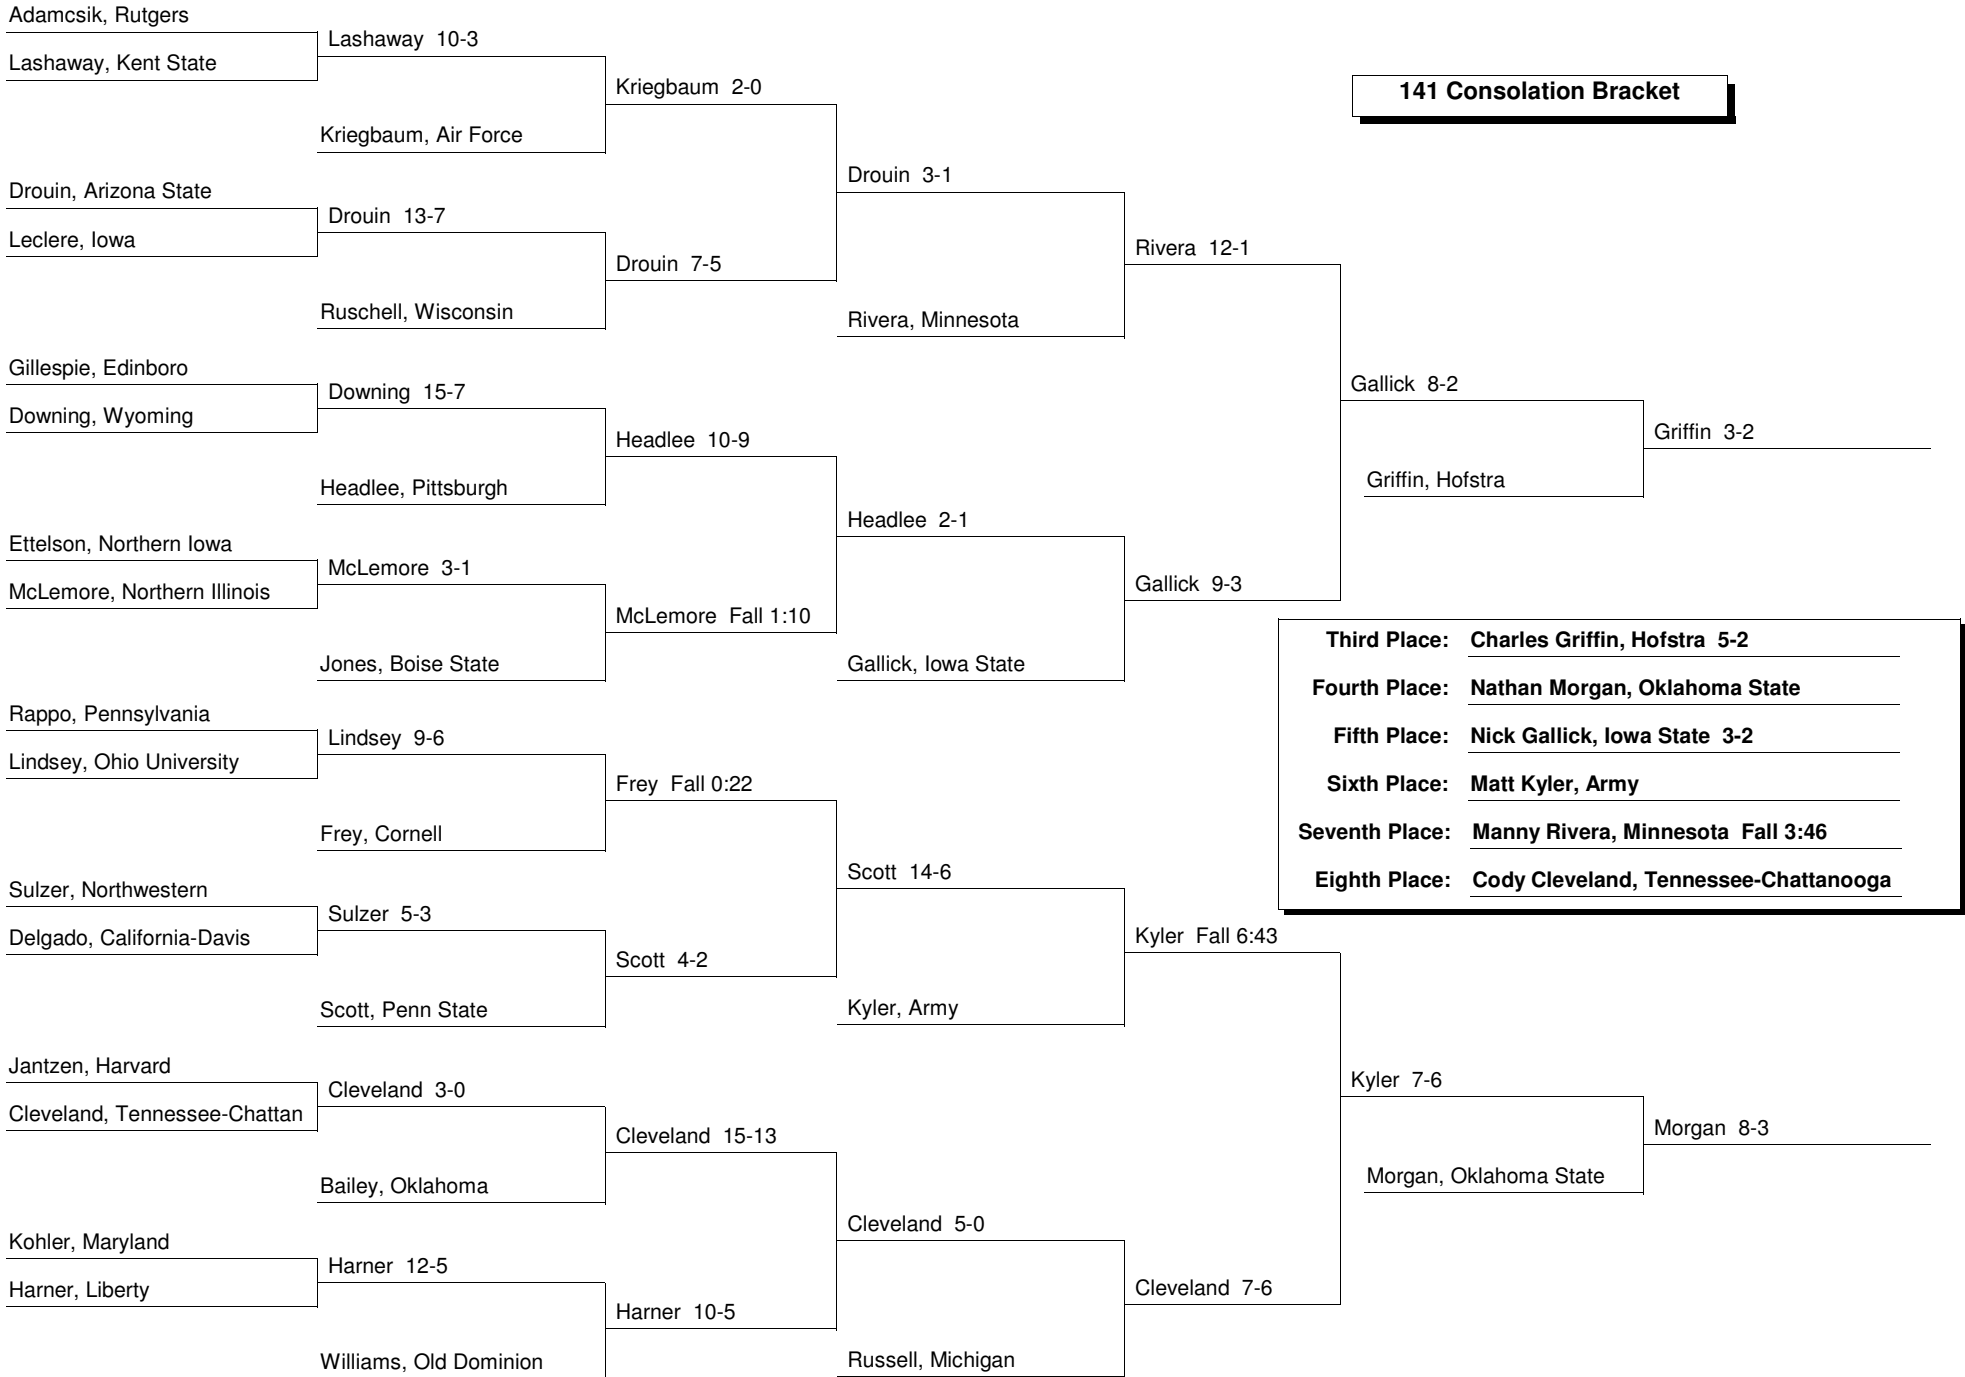 Adamcsik, Rutgers
Lashaway 10-3
Lashaway, Kent State
Kriegbaum 2-0
141 Consolation Bracket
Kriegbaum, Air Force
Drouin 3-1
Drouin, Arizona State
Drouin 13-7
Leclere, Iowa
Rivera 12-1
Drouin 7-5
Ruschell, Wisconsin
Rivera, Minnesota
Gillespie, Edinboro
Gallick 8-2
Downing 15-7
Downing, Wyoming
Griffin 3-2
Headlee 10-9
Griffin, Hofstra
Headlee, Pittsburgh
Headlee 2-1
Ettelson, Northern Iowa
McLemore 3-1
Gallick 9-3
McLemore, Northern Illinois
McLemore Fall 1:10
Third Place: Charles Griffin, Hofstra 5-2
Jones, Boise State
Gallick, Iowa State
Fourth Place: Nathan Morgan, Oklahoma State
Rappo, Pennsylvania
Lindsey 9-6
Fifth Place: Nick Gallick, Iowa State 3-2
Lindsey, Ohio University
Frey Fall 0:22
Sixth Place: Matt Kyler, Army
Frey, Cornell
Seventh Place: Manny Rivera, Minnesota Fall 3:46
Scott 14-6
Eighth Place: Cody Cleveland, Tennessee-Chattanooga
Sulzer, Northwestern
Sulzer 5-3
Delgado, California-Davis
Kyler Fall 6:43
Scott 4-2
Scott, Penn State
Kyler, Army
Jantzen, Harvard
Kyler 7-6
Cleveland 3-0
Cleveland, Tennessee-Chattan
Morgan 8-3
Cleveland 15-13
Morgan, Oklahoma State
Bailey, Oklahoma
Cleveland 5-0
Kohler, Maryland
Harner 12-5
Harner, Liberty
Cleveland 7-6
Harner 10-5
Williams, Old Dominion
Russell, Michigan